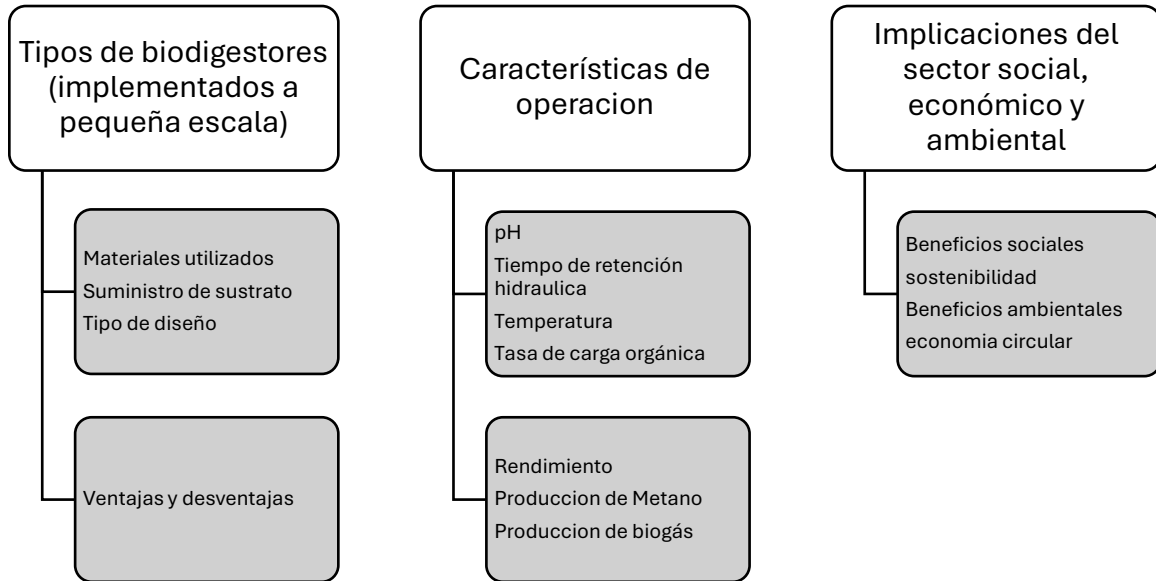 Tipos de biodigestores
(implementados a
pequeña escala)
Materiales utilizados
Suministro de sustrato
Tipo de diseño
Ventajas y desventajas
Características de
operacion
pH
Tiempo de retención
hidraulica
Temperatura
Tasa de carga orgánica
Rendimiento
Produccion de Metano
Produccion de biogás
Implicaciones del
sector social,
económico y
ambiental
Beneficios sociales
sostenibilidad
Beneficios ambientales
economia circular